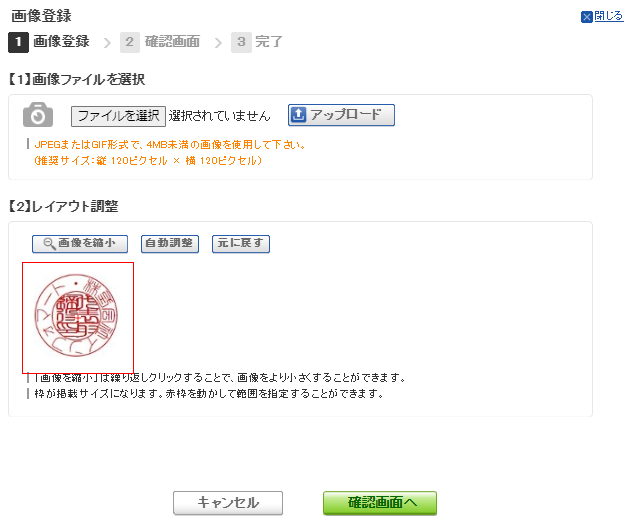 画像登録
閉じる
1 画像登録 2 確認画面 3 完了
【1】画像ファイルを選択
ファイルを選択 選択されていません アップロード
JPEGまたはGIF形式で、4MB未満の画像を使用して下さい。
(推奨サイズ：縦 120ピクセル × 横 120ピクセル)
【2】レイアウト調整
画像を縮小 自動調整 元に戻す
「画像を縮小」は繰り返しクリックすることで、画像をより小さくすることができます。
枠が掲載サイズになります。赤枠を動かして範囲を指定することができます。
キャンセル 確認画面へ